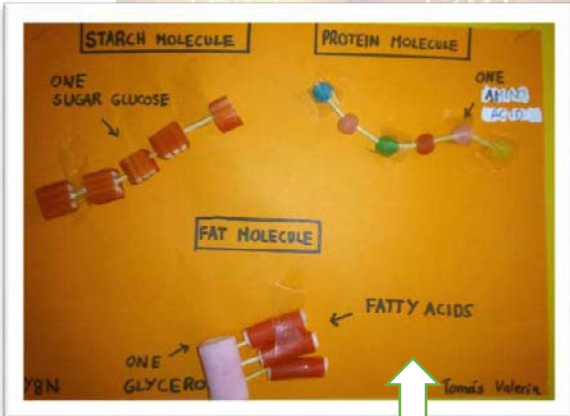 STARCH MOLECULE
PROTEIN MOLECULE
ONE
SUGAR GLUCOSE
ONE
AMINO
ACID
FAT MOLECULE
FATTY ACIDS
ONE
GLYCERO
Y8N
Tomás Valeria